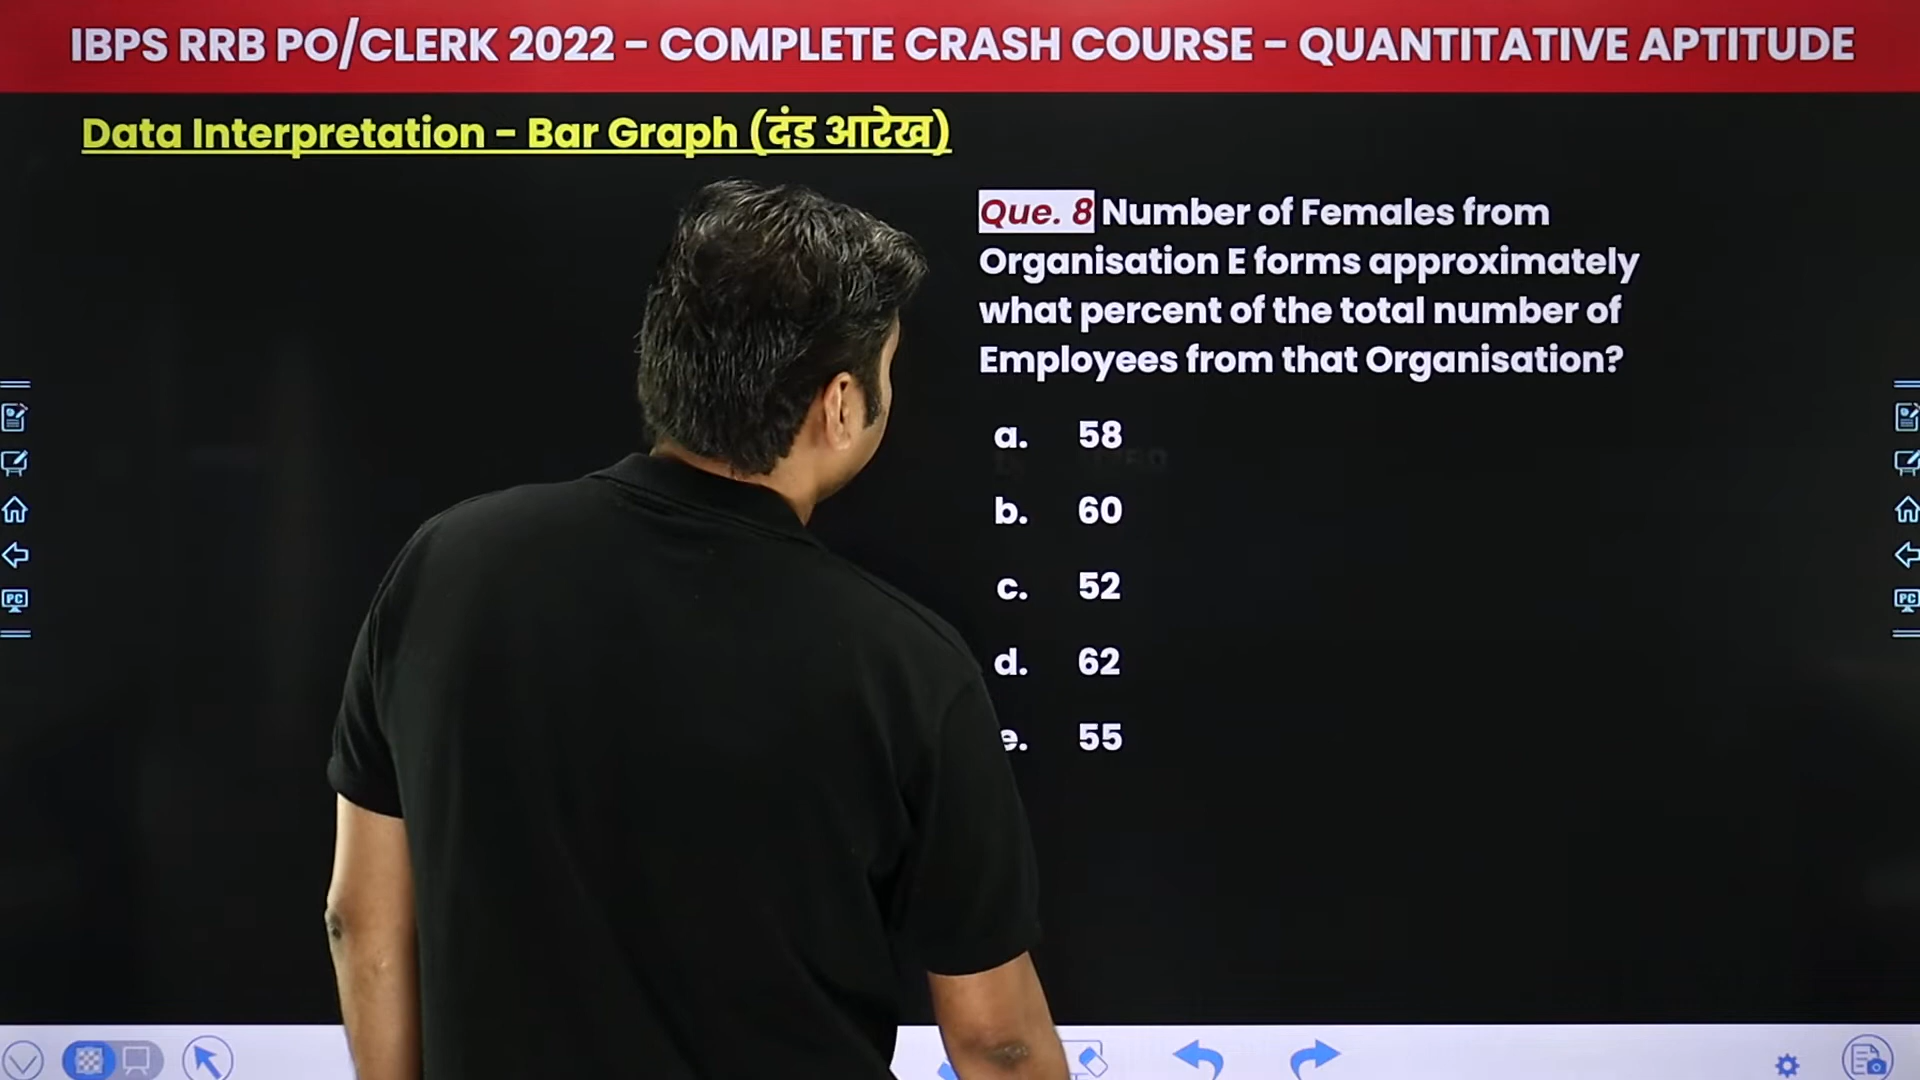 IBPS RRB PO/CLERK 2022 - COMPLETE CRASH COURSE - QUANTITATIVE APTITUDE
Data Interpretation - Bar Graph (दंड आरेख)
Que. 8 Number of Females from
Organisation E forms approximately
what percent of the total number of
Employees from that Organisation?
a. 58
b. 60
c. 52
d. 62
e. 55
PC
PC